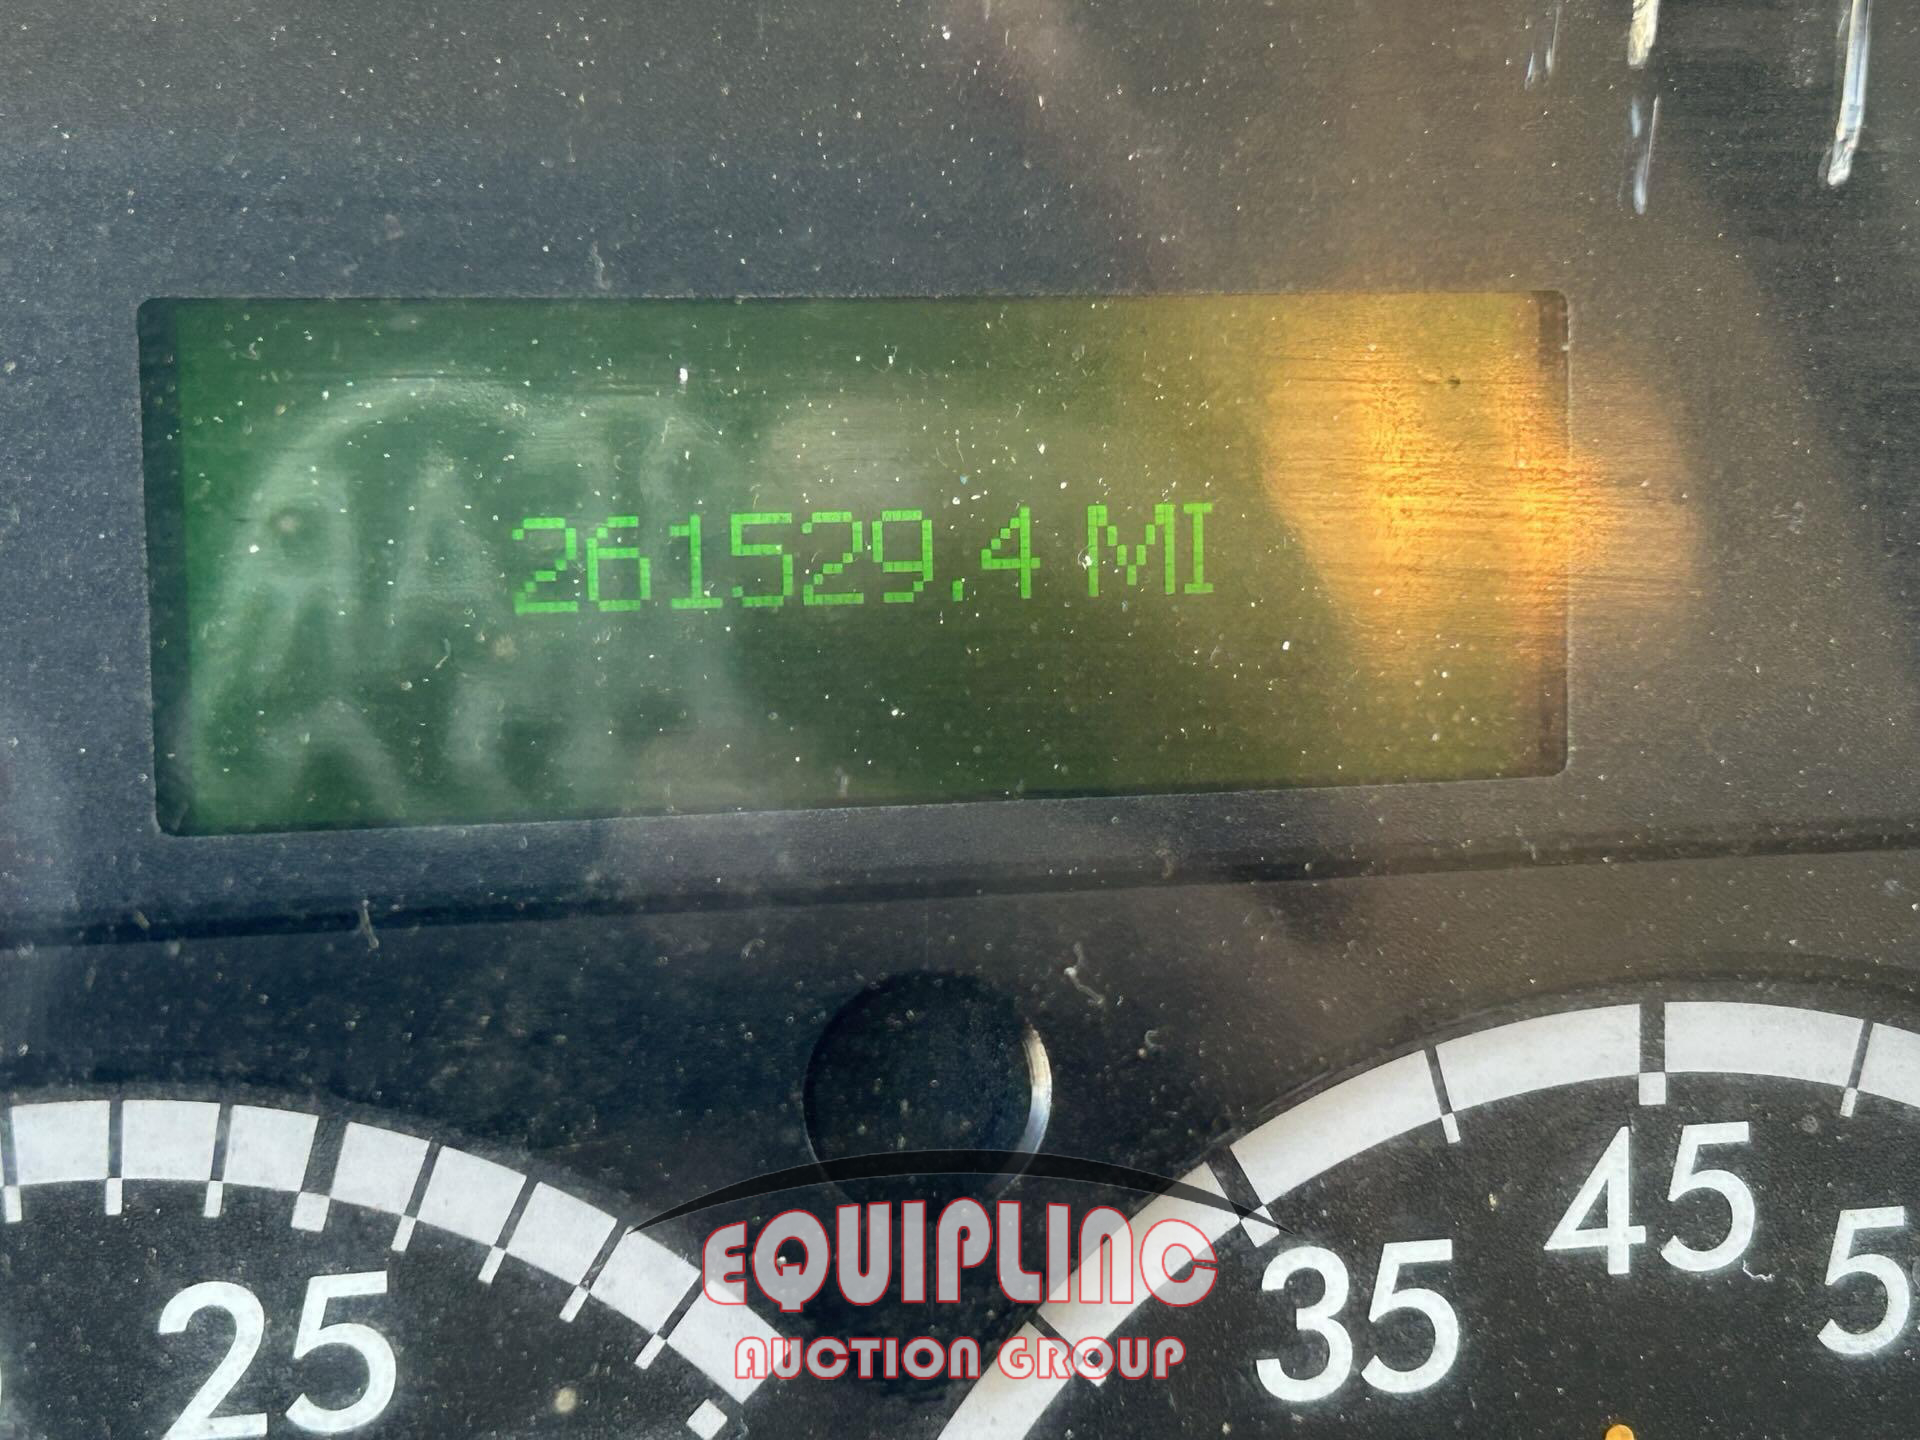 261529.4 MI
45
35
25
EQUIPLINC
AUCTION GROUP